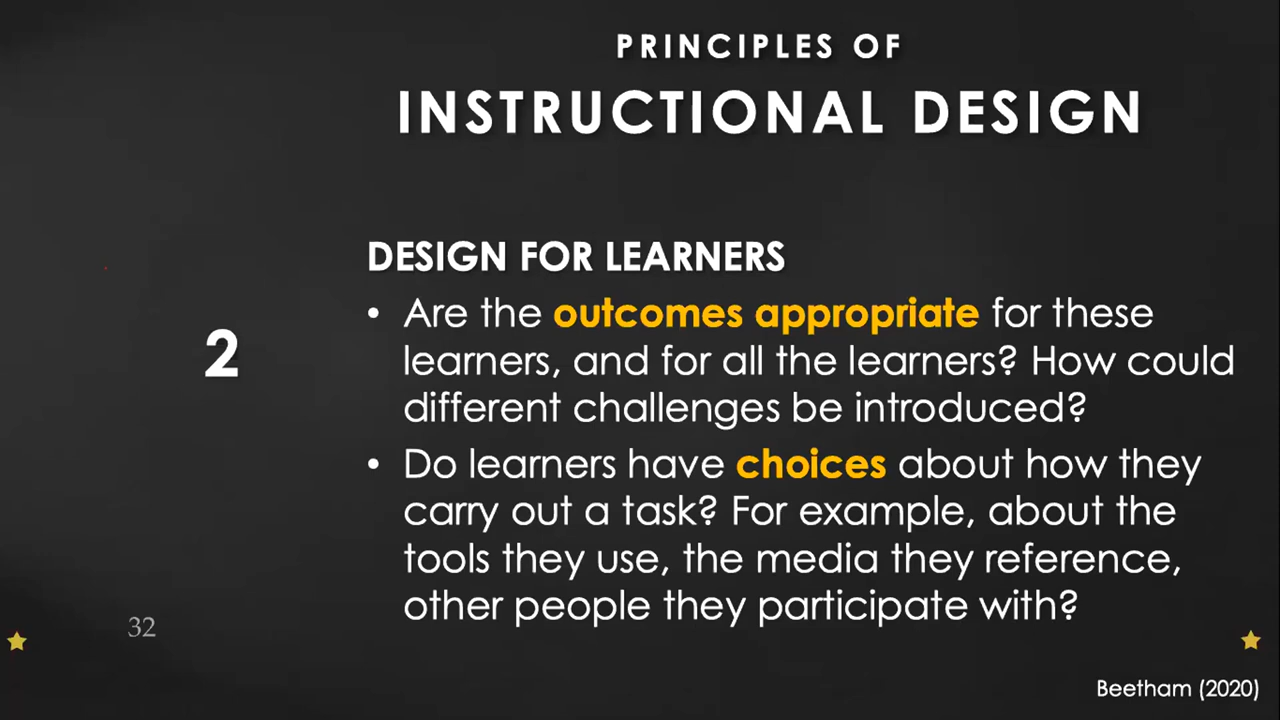 PRINCIPLES OF
INSTRUCTIONAL DESIGN
2
DESIGN FOR LEARNERS
• Are the outcomes appropriate for these
learners, and for all the learners? How could
different challenges be introduced?
• Do learners have choices about how they
carry out a task? For example, about the
tools they use, the media they reference,
other people they participate with?
32
Beetham (2020)